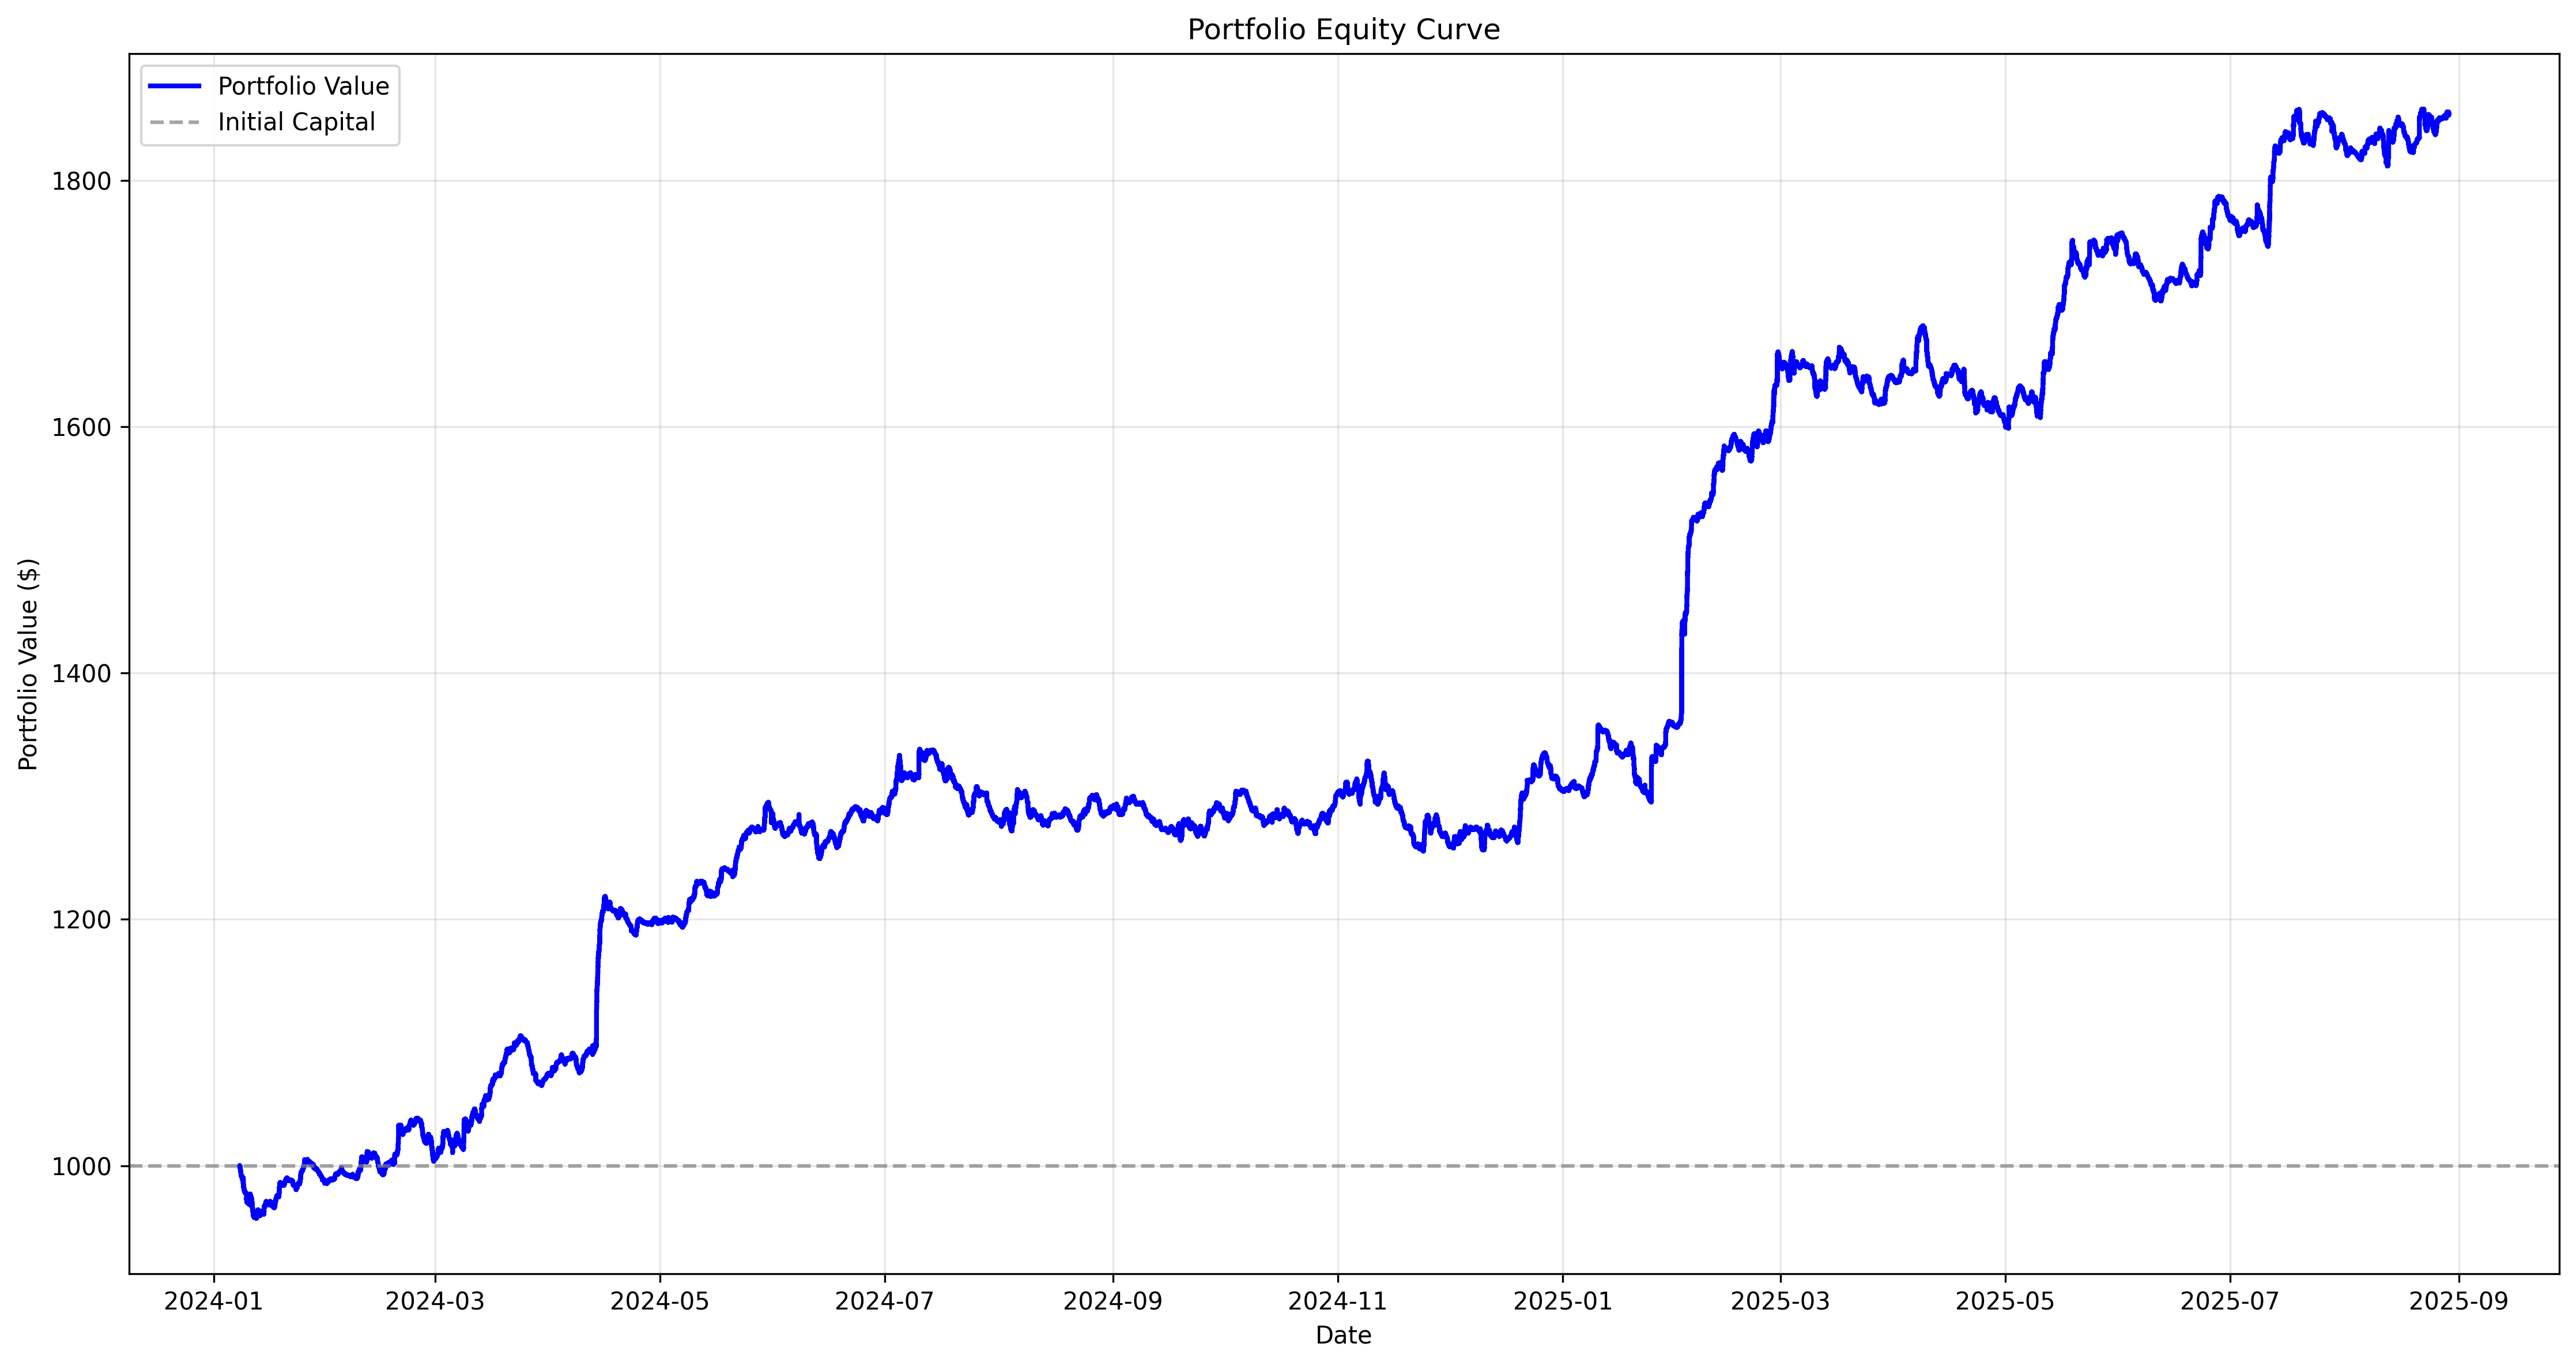 Portfolio Equity Curve
Portfolio Value
Initial Capital
Portfolio Value ($)
1800
1600
1400
1200
1000
2024-01 2024-03 2024-05 2024-07 2024-09 2024-11 2025-01 2025-03 2025-05 2025-07 2025-09
Date